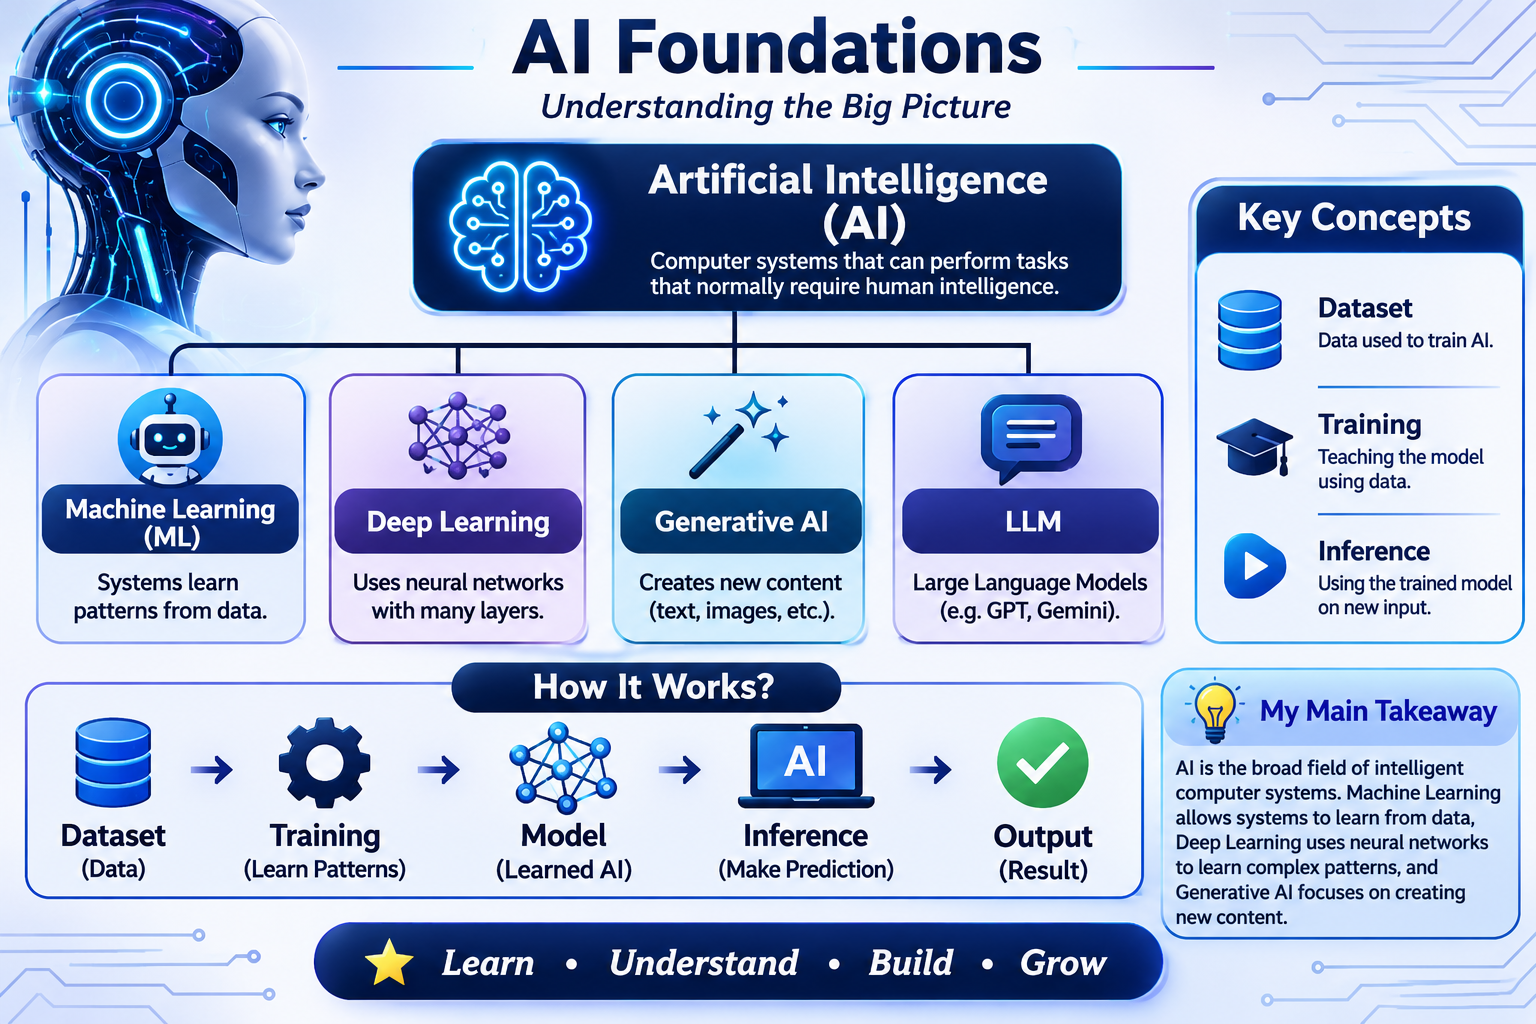 AI Foundations
Understanding the Big Picture
Artificial Intelligence
(AI)
Computer systems that can perform tasks
that normally require human intelligence.
Machine Learning
(ML)
Systems learn
patterns from data.
Deep Learning
Uses neural networks
with many layers.
Generative AI
Creates new content
(text, images, etc.).
LLM
Large Language Models
(e.g. GPT, Gemini).
Key Concepts
Dataset
Data used to train AI.
Training
Teaching the model
using data.
Inference
Using the trained model
on new input.
How It Works?
Dataset
(Data)
Training
(Learn Patterns)
Model
(Learned AI)
AI
Inference
(Make Prediction)
Output
(Result)
My Main Takeaway
AI is the broad field of intelligent
computer systems. Machine Learning
allows systems to learn from data,
Deep Learning uses neural networks
to learn complex patterns, and
Generative AI focuses on creating
new content.
Learn • Understand • Build • Grow